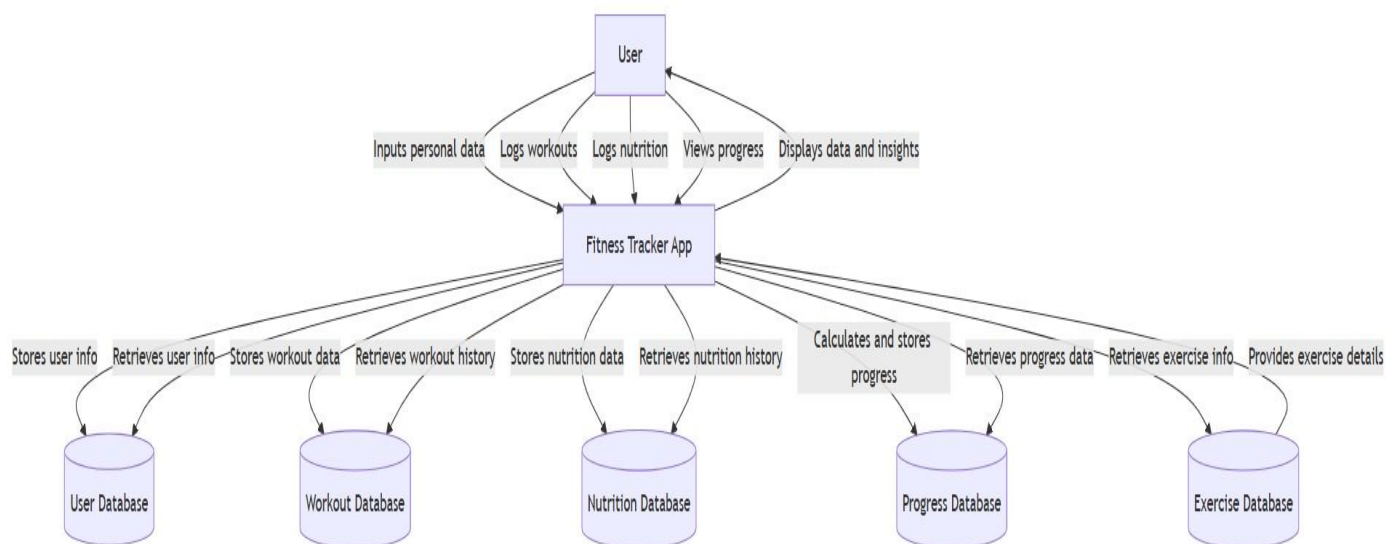 User
Inputs personal data
Logs workouts
Logs nutrition
Views progress
Displays data and insights
Fitness Tracker App
Stores user info
Retrieves user info
Stores workout data
Retrieves workout history
Stores nutrition data
Retrieves nutrition history
Calculates and stores
progress
Retrieves progress data
Retrieves exercise info
Provides exercise details
User Database
Workout Database
Nutrition Database
Progress Database
Exercise Database